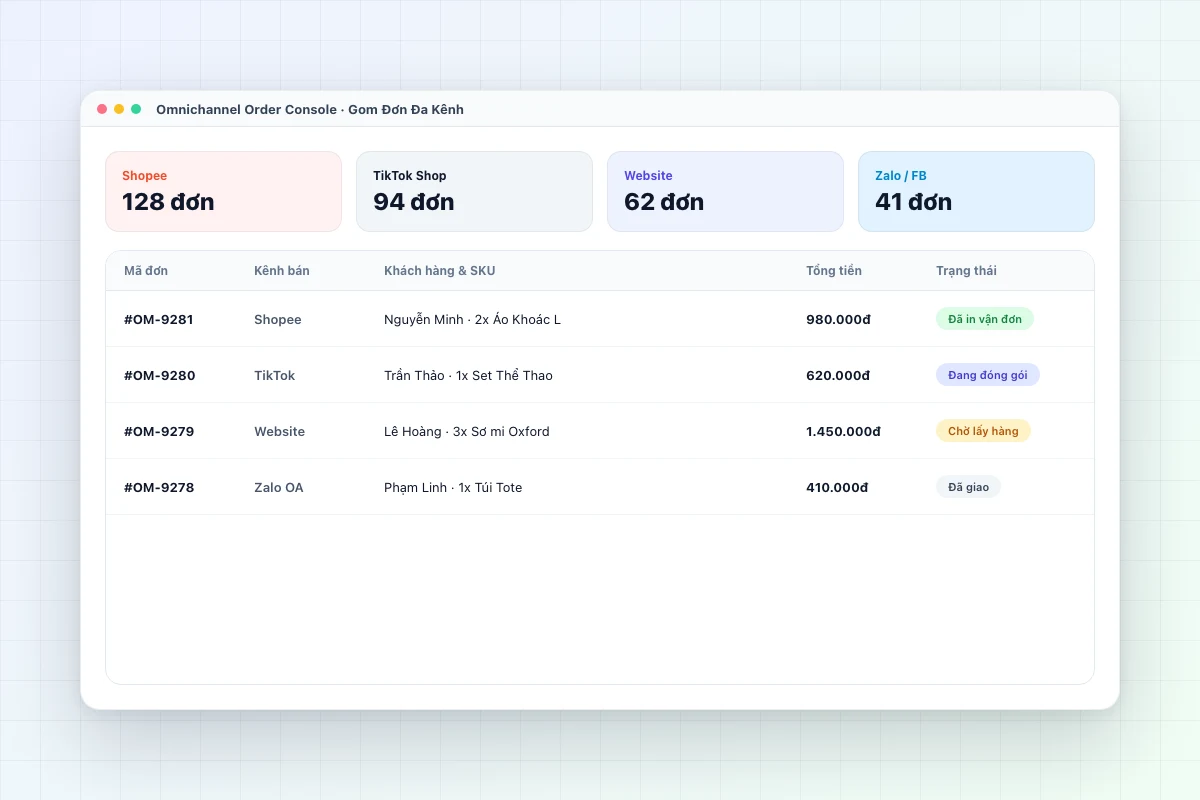 Omnichannel Order Console · Gom Đơn Đa Kênh
Shopee
128 đơn
TikTok Shop
94 đơn
Website
62 đơn
Zalo / FB
41 đơn
Mã đơn Kênh bán Khách hàng & SKU Tổng tiền Trạng thái
#OM-9281 Shopee Nguyễn Minh · 2x Áo Khoác L 980.000đ Đã in vận đơn
#OM-9280 TikTok Trần Thảo · 1x Set Thể Thao 620.000đ Đang đóng gói
#OM-9279 Website Lê Hoàng · 3x Sơ mi Oxford 1.450.000đ Chờ lấy hàng
#OM-9278 Zalo OA Phạm Linh · 1x Túi Tote 410.000đ Đã giao